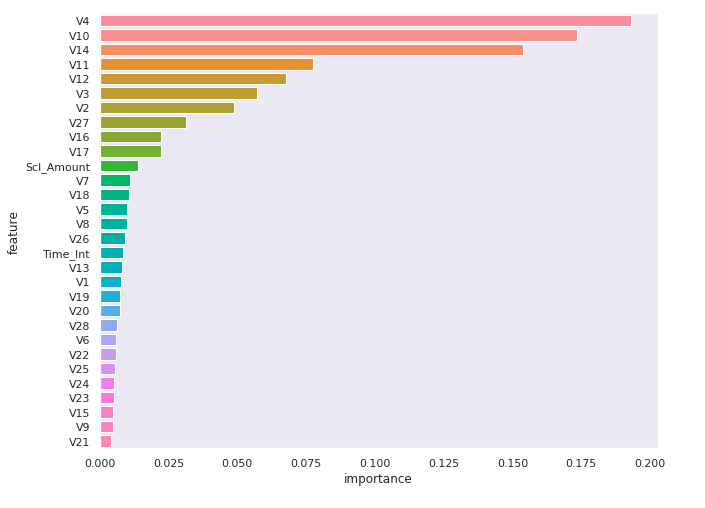 V4
V10
V14
V11
V12
V3
V2
V27
V16
V17
Scl_Amount
V7
V18
V5
V8
V26
Time_Int
V13
V1
V19
V20
V28
V6
V22
V25
V24
V23
V15
V9
V21
feature
0.000 0.025 0.050 0.075 0.100 0.125 0.150 0.175 0.200
importance